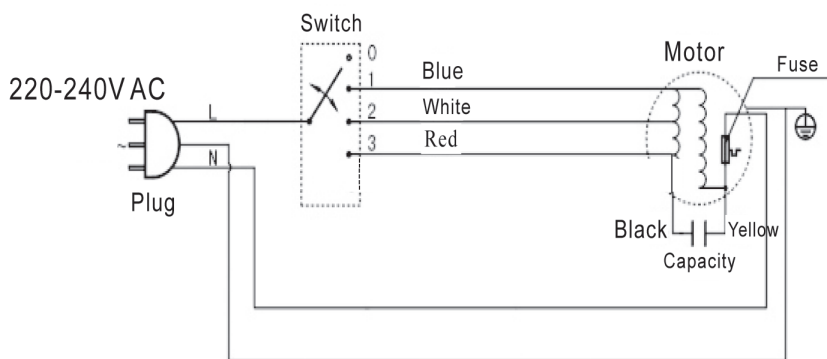 Switch
0
1
2
3
220-240V AC
L
~
N
Plug
Blue
White
Red
Motor
Fuse
Black
Yellow
Capacity